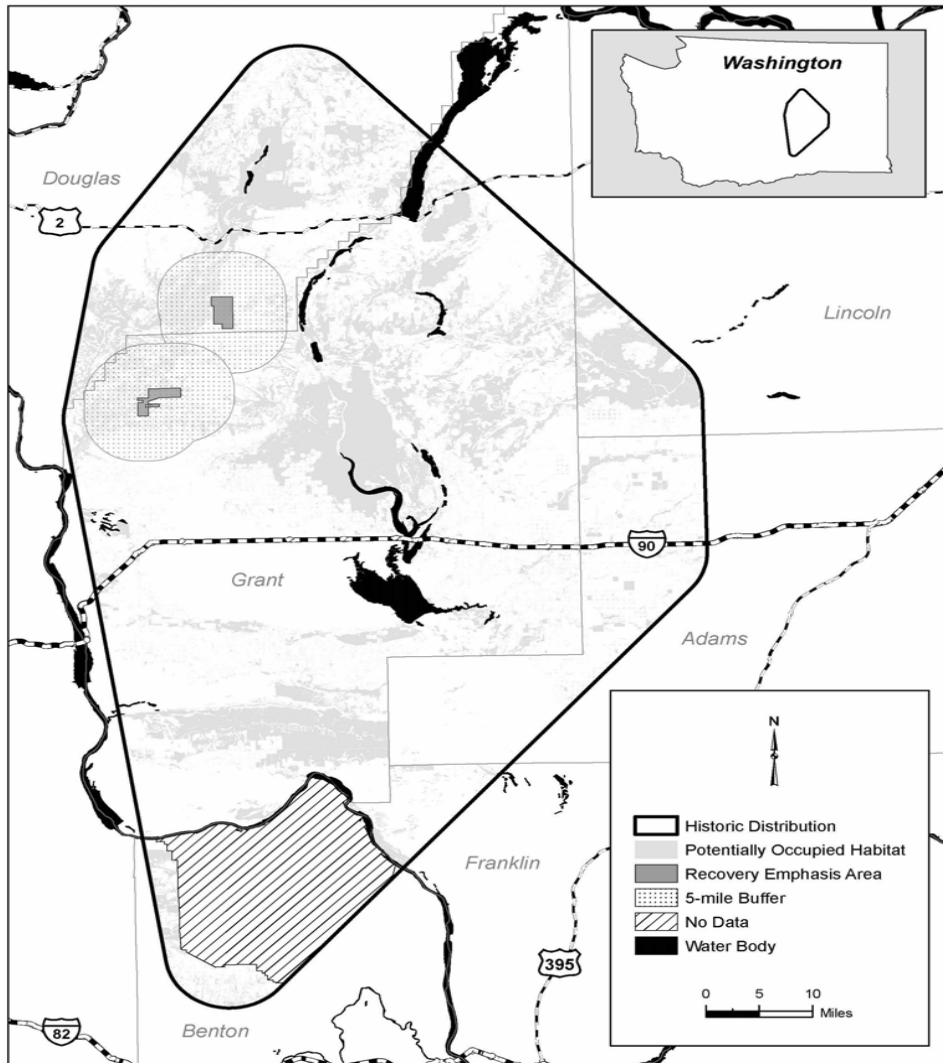 Washington
Douglas
2
Lincoln
90
Grant
Adams
N
Historic Distribution
Potentially Occupied Habitat
Recovery Emphasis Area
5-mile Buffer
No Data
Water Body
0 5 10
Miles
Franklin
395
82
Benton